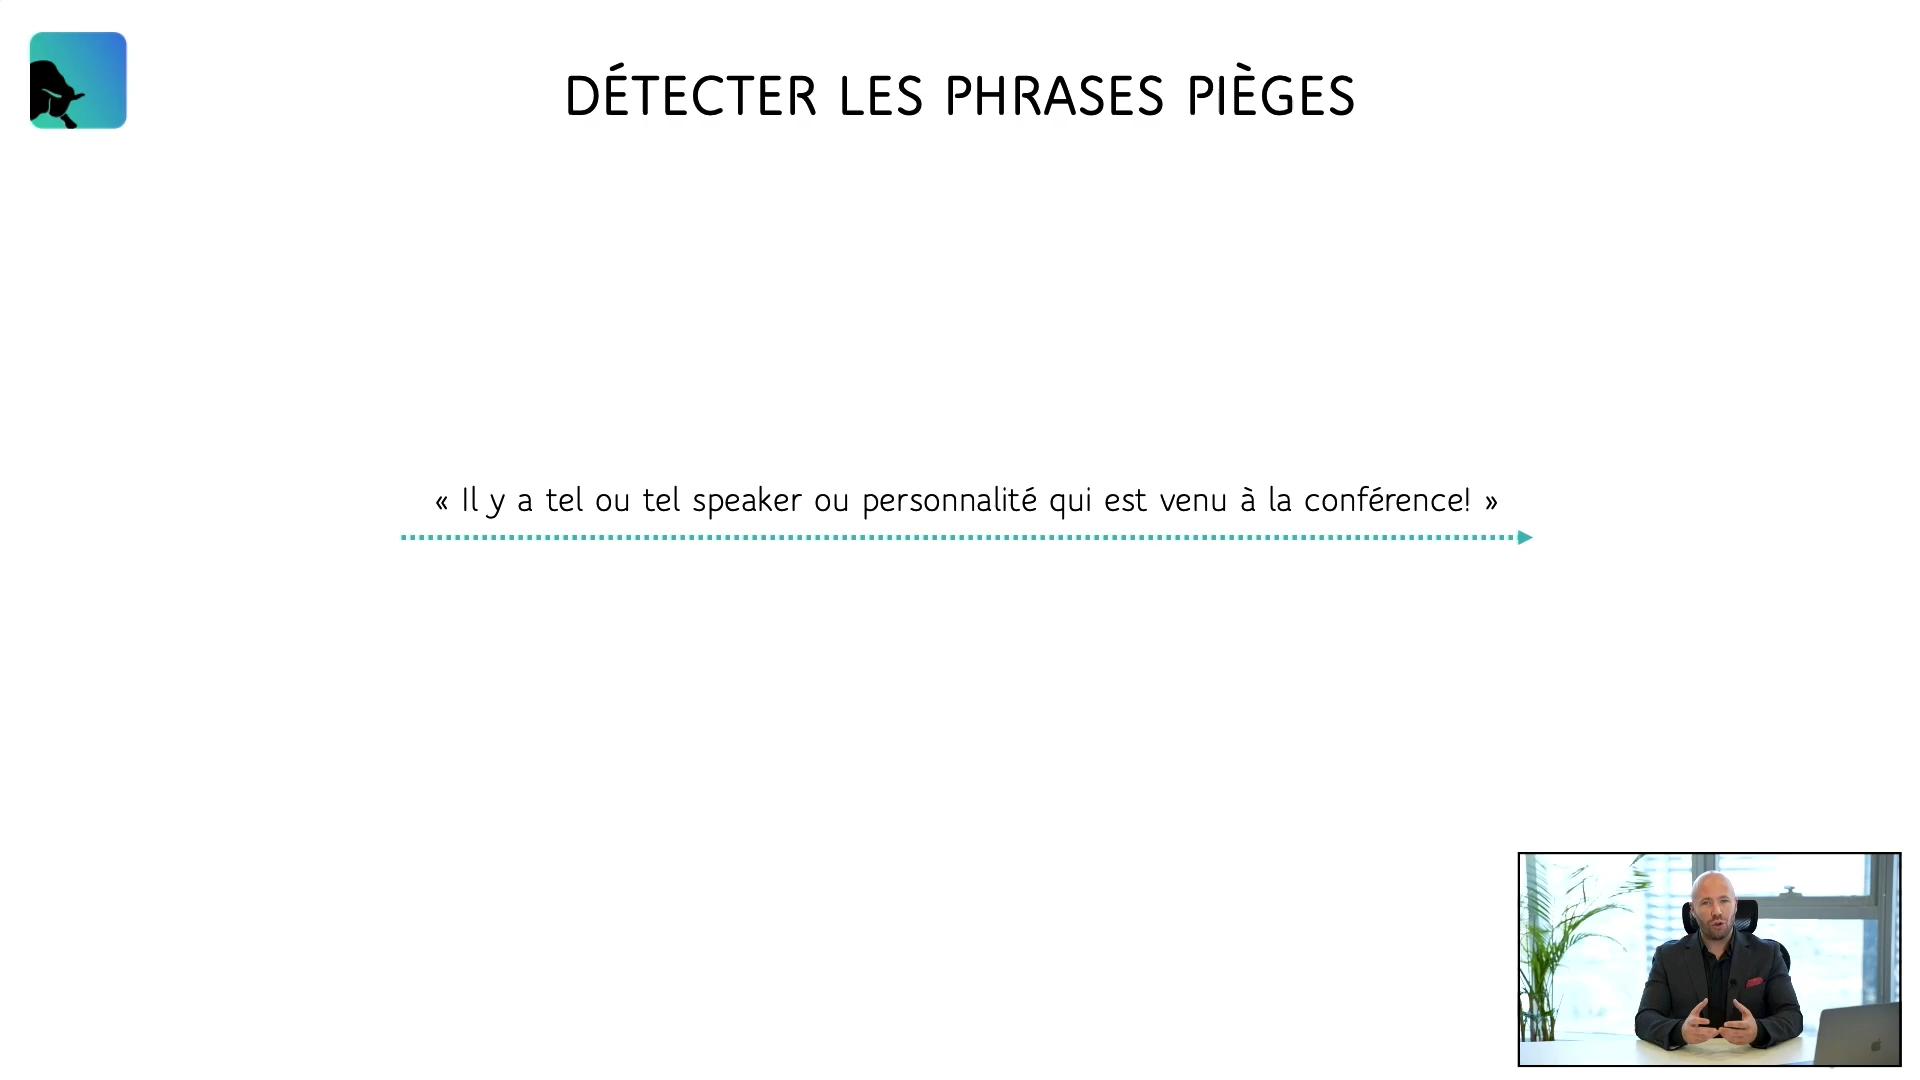 DÉTECTER LES PHRASES PIÈGES
« Il y a tel ou tel speaker ou personnalité qui est venu à la conférence! »